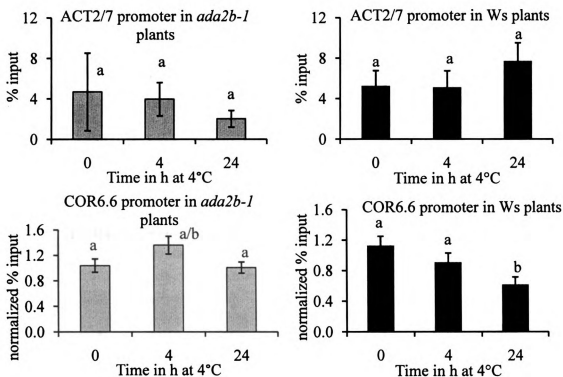 ACT2/7 promoter in ada2b-1
plants
% input
12
8
4
0
a
a
a
0
4
24
Time in h at 4°C
ACT2/7 promoter in Ws plants
% input
12
8
4
0
a
a
a
0
4
24
Time in h at 4°C
COR6.6 promoter in ada2b-1
plants
normalized % input
1.6
1.2
0.8
0.4
0.0
a
a/b
a
0
4
24
Time in h at 4°C
COR6.6 promoter in Ws plants
normalized % input
1.6
1.2
0.8
0.4
0.0
a
a
b
0
4
24
Time in h at 4°C